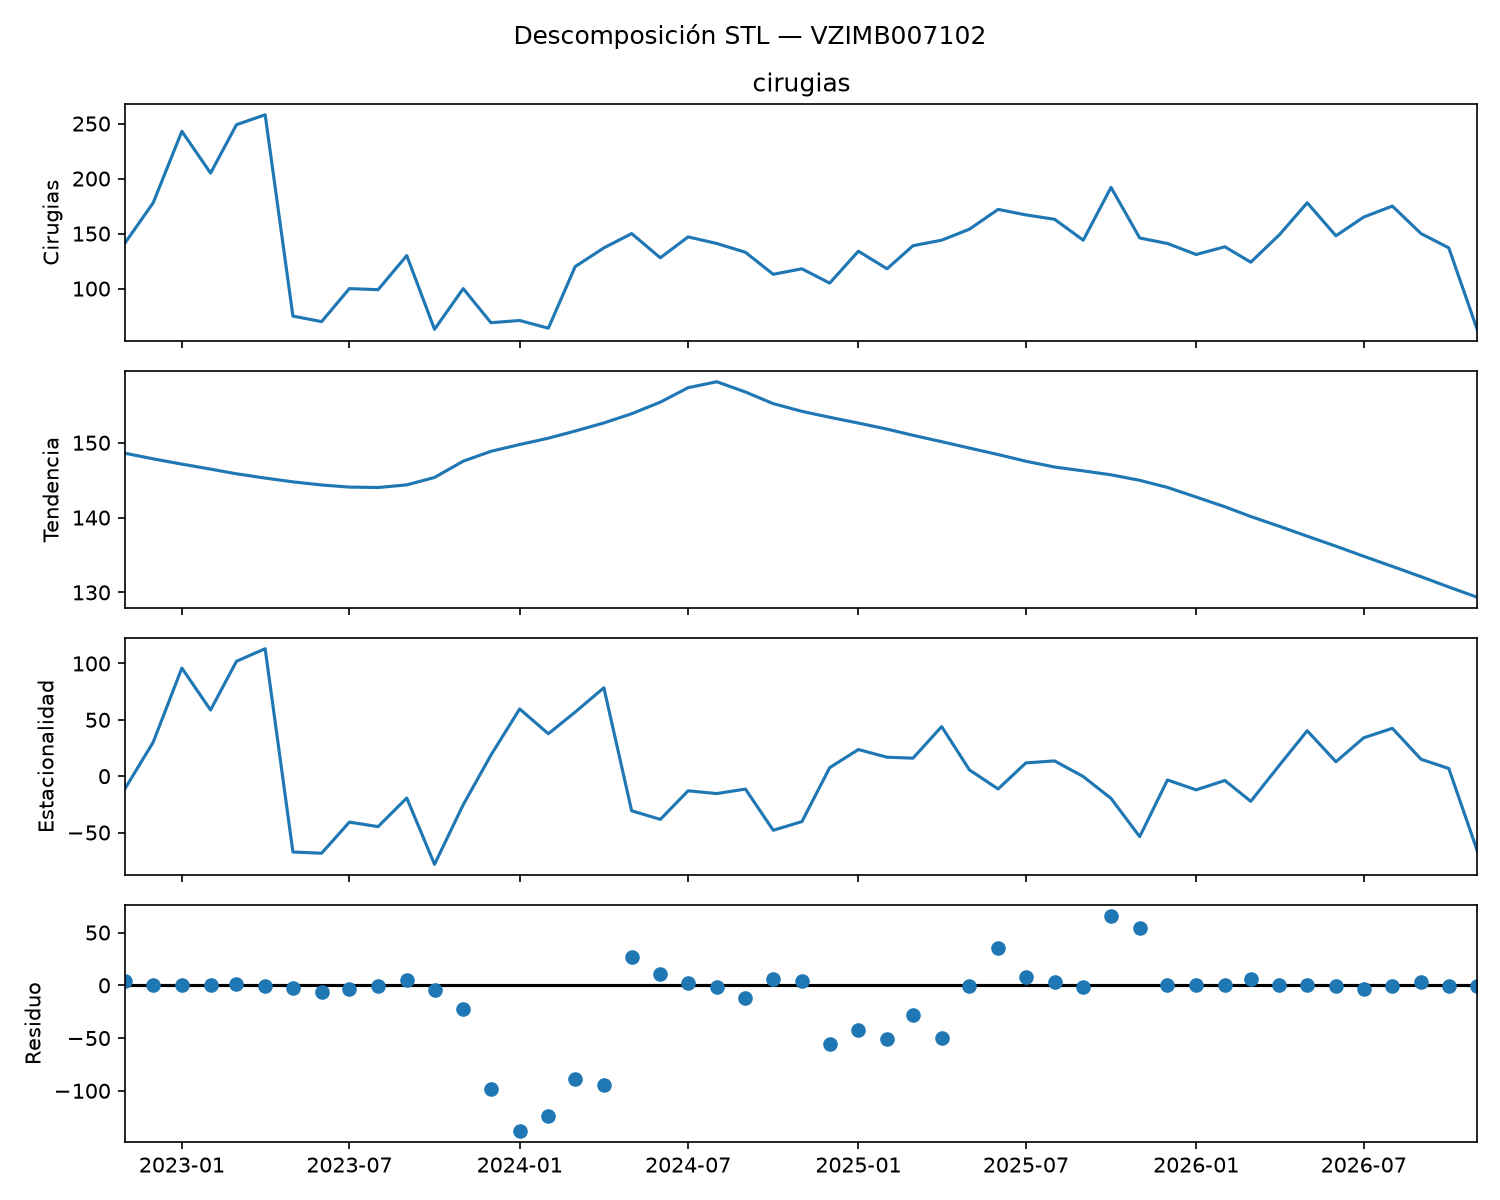 Descomposición STL — VZIMB007102
cirugias
Cirugias
250
200
150
100
Tendencia
150
140
130
Estacionalidad
100
50
0
−50
Residuo
50
0
−50
−100
2023-01 2023-07 2024-01 2024-07 2025-01 2025-07 2026-01 2026-07